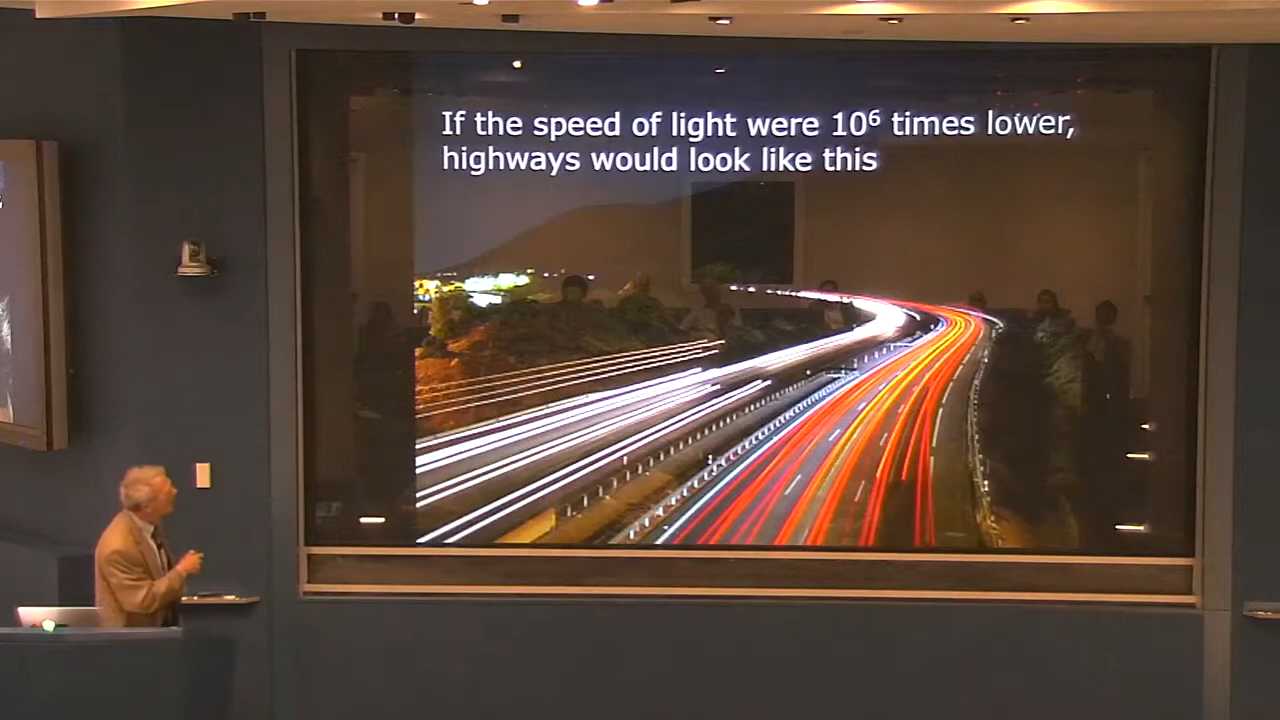 If the speed of light were 10⁶ times lower,
highways would look like this